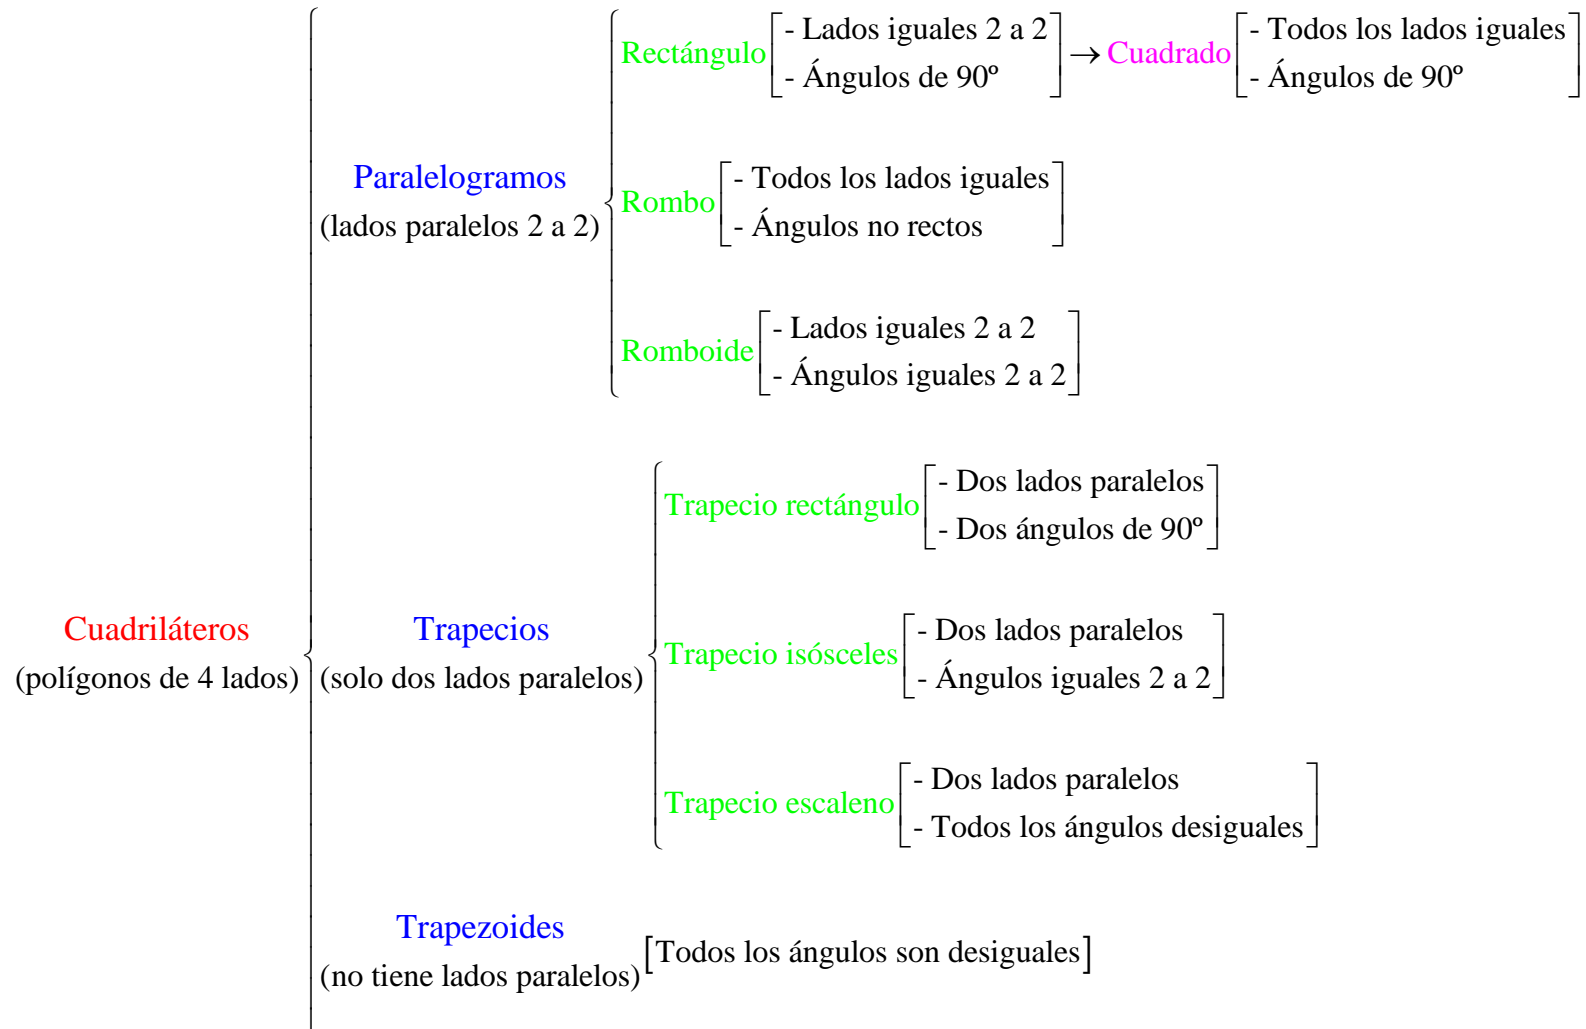 Rectángulo [- Lados iguales 2 a 2 - Ángulos de 90º] → Cuadrado [- Todos los lados iguales - Ángulos de 90º]
Paralelogramos
(lados paralelos 2 a 2)
Rombo [- Todos los lados iguales
- Ángulos no rectos]
Romboide [- Lados iguales 2 a 2
- Ángulos iguales 2 a 2]
Cuadriláteros
(polígonos de 4 lados)
Trapecios
(solo dos lados paralelos)
Trapecio rectángulo [- Dos lados paralelos
- Dos ángulos de 90º]
Trapecio isósceles [- Dos lados paralelos
- Ángulos iguales 2 a 2]
Trapecio escaleno [- Dos lados paralelos
- Todos los ángulos desiguales]
Trapezoides
(no tiene lados paralelos)
[Todos los ángulos son desiguales]